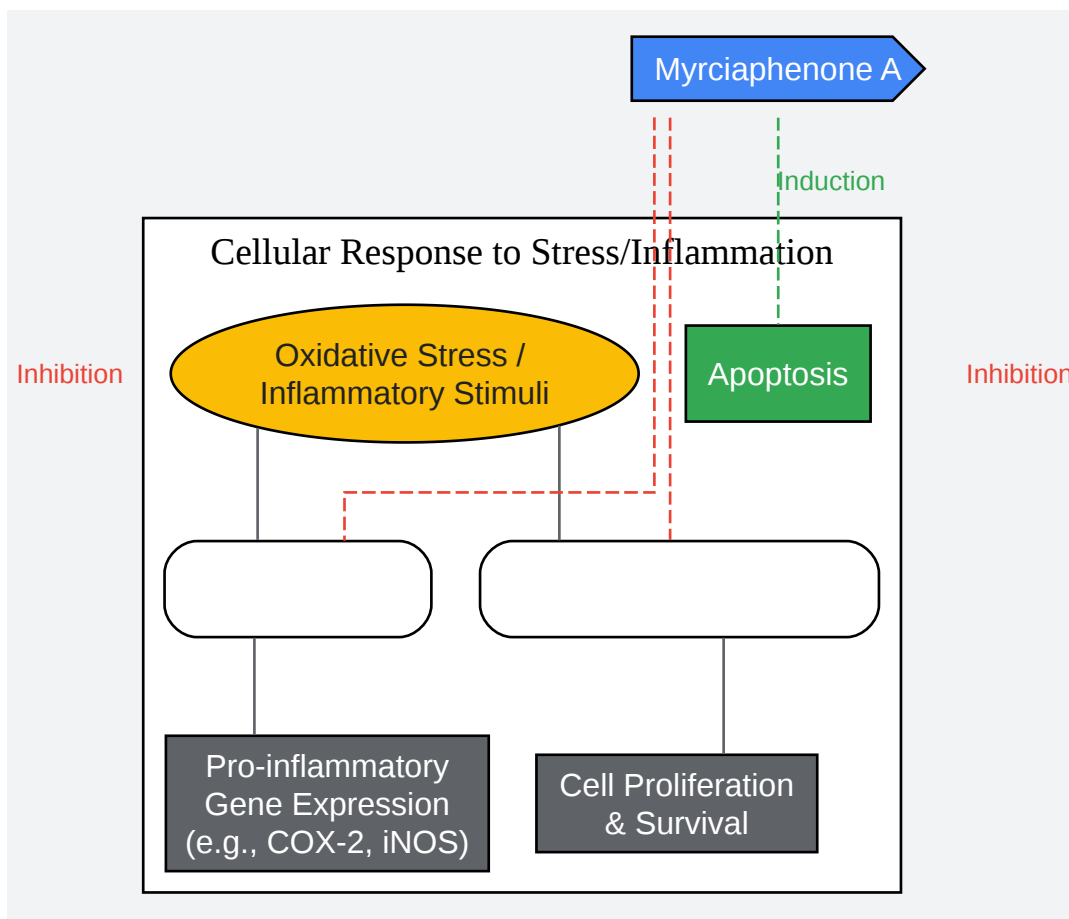 Myrciaphenone A
Induction
Cellular Response to Stress/Inflammation
Oxidative Stress /
Inflammatory Stimuli
Apoptosis
Inhibition
Inhibition
Pro-inflammatory
Gene Expression
(e.g., COX-2, iNOS)
Cell Proliferation
& Survival